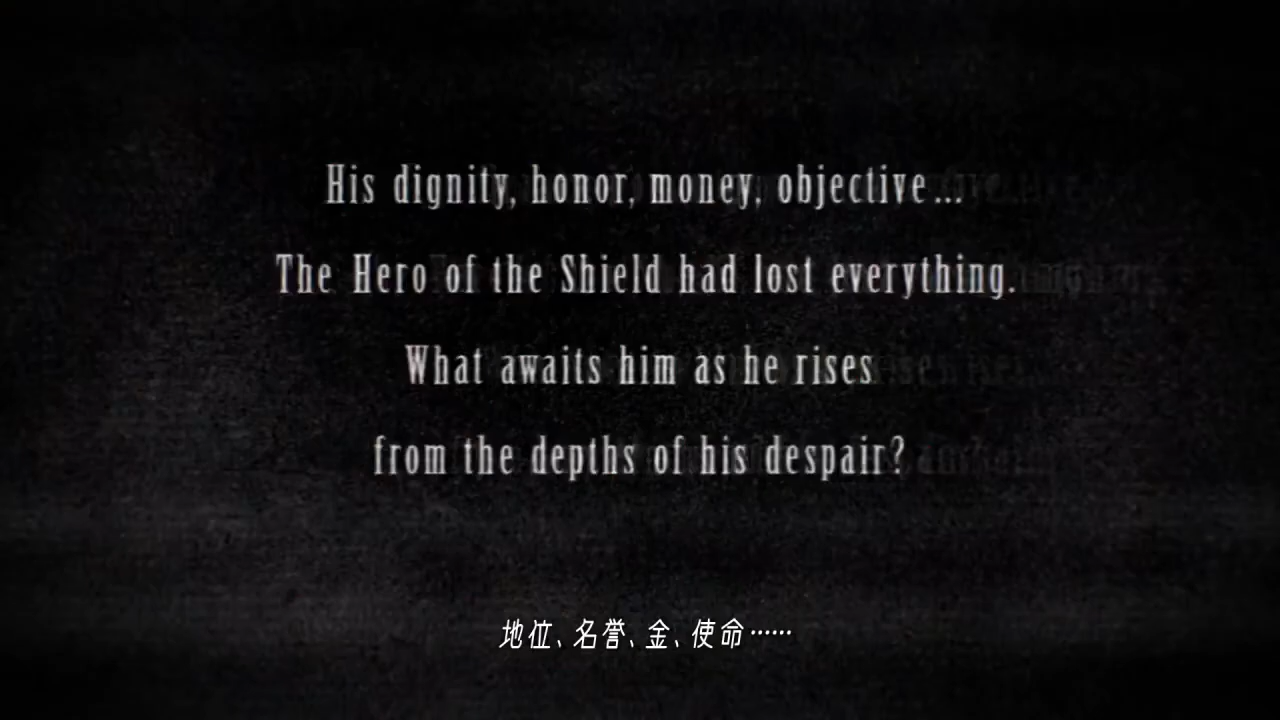 His dignity, honor, money, objective...
The Hero of the Shield had lost everything.
What awaits him as he rises
from the depths of his despair?
地位、名誉、金、使命……